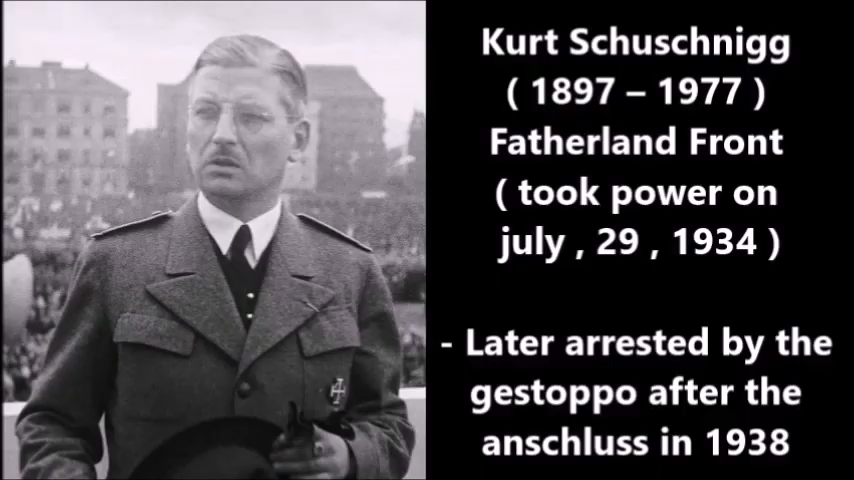 Kurt Schuschnigg
( 1897 – 1977 )
Fatherland Front
( took power on
july , 29 , 1934 )
- Later arrested by the
gestoppo after the
anschluss in 1938